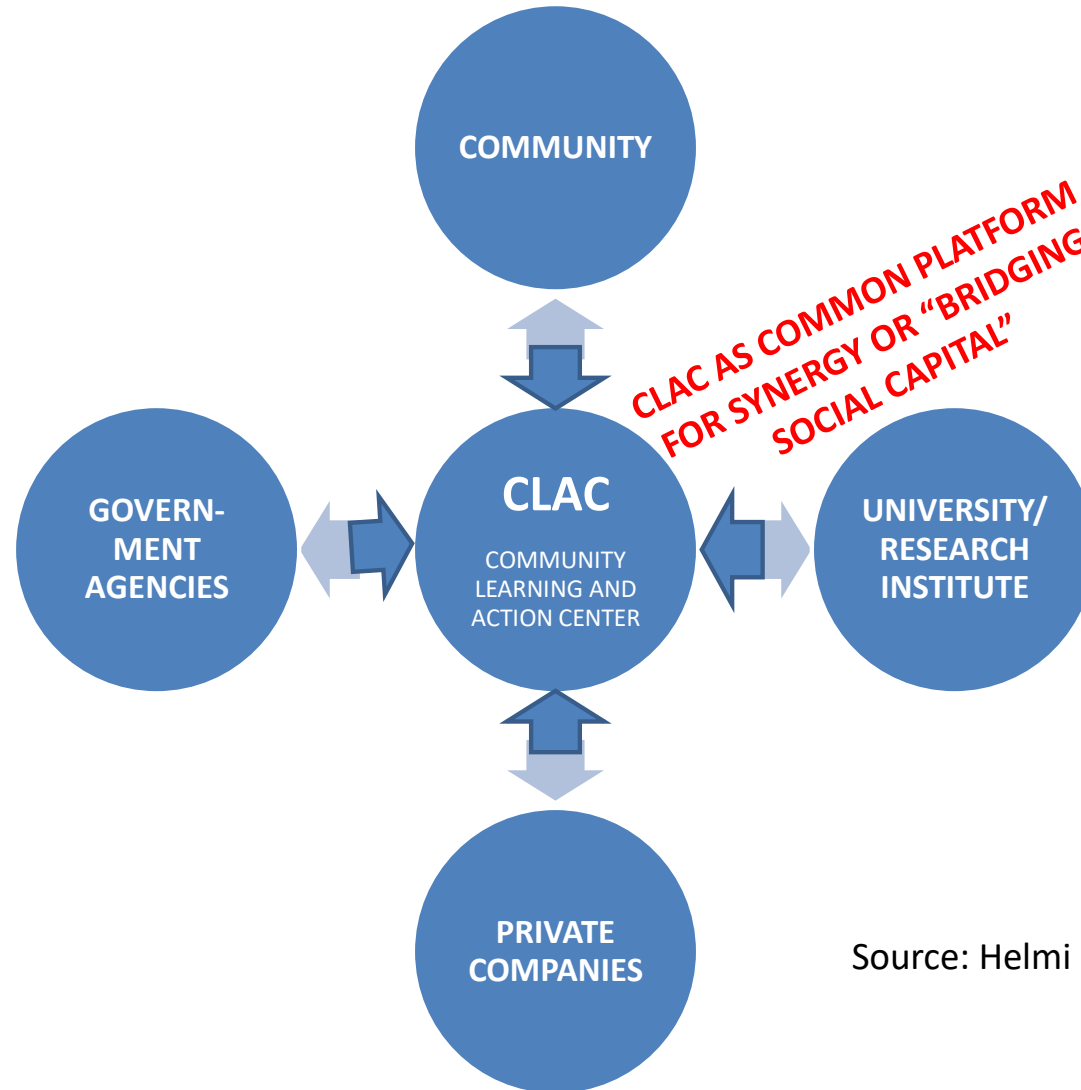 COMMUNITY
CLAC AS COMMON PLATFORM
FOR SYNERGY OR “BRIDGING
SOCIAL CAPITAL”
GOVERN-
MENT
AGENCIES
CLAC
COMMUNITY
LEARNING AND
ACTION CENTER
UNIVERSITY/
RESEARCH
INSTITUTE
PRIVATE
COMPANIES
Source: Helmi